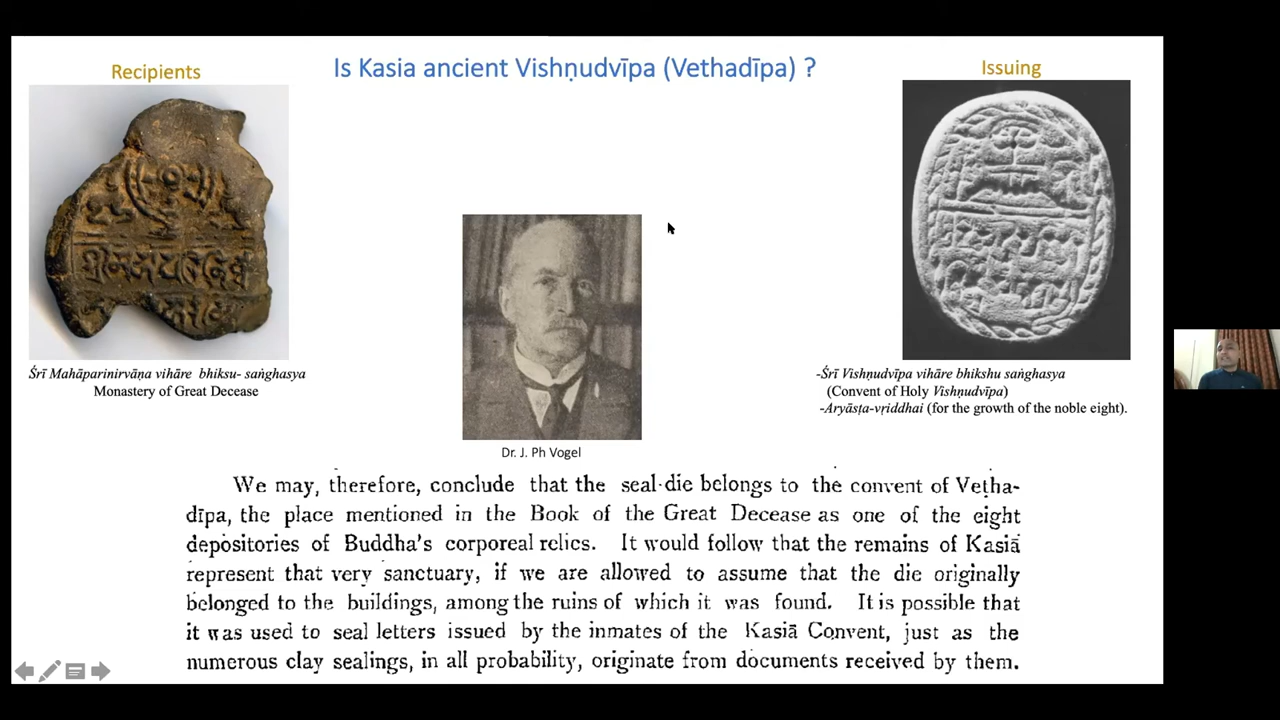 Is Kasia ancient Vishṇudvīpa (Vethadīpa) ?
Recipients
Śrī Mahāparinirvāṇa vihāre bhiksu- saṅghasya
Monastery of Great Decease
Dr. J. Ph Vogel
Issuing
-Śrī Vishṇudvīpa vihāre bhikshu saṅghasya
(Convent of Holy Vishṇudvīpa)
-Aryāsṭa-vṛiddhai (for the growth of the noble eight).
We may, therefore, conclude that the seal-die belongs to the convent of Veṭha-
dīpa, the place mentioned in the Book of the Great Decease as one of the eight
depositories of Buddha's corporeal relics. It would follow that the remains of Kasiā
represent that very sanctuary, if we are allowed to assume that the die originally
belonged to the buildings, among the ruins of which it was found. It is possible that
it was used to seal letters issued by the inmates of the Kasiā Convent, just as the
numerous clay sealings, in all probability, originate from documents received by them.